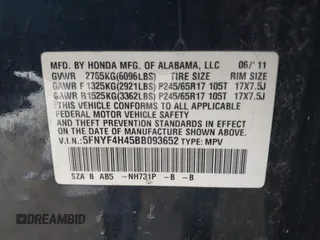 MFD. BY HONDA MFG. OF ALABAMA, LLC 06/11
GVWR 2765KG(6096LBS) TIRE SIZE RIM SIZE
GAWR F 1325KG(2921LBS) P245/65R17 105T 17X7.5J
GAWR R1525KG(3362LBS) P245/65R17 105T 17X7.5J
THIS VEHICLE CONFORMS TO ALL APPLICABLE
FEDERAL MOTOR VEHICLE SAFETY AND THEFT PREVENTION
STANDARDS IN EFFECT ON THE DATE OF MANUFACTURE SHOWN ABOVE.
V.I.N.:5FNYF4H45BB093652 TYPE: MPV
SZA B AB5 -NH731P -B -B